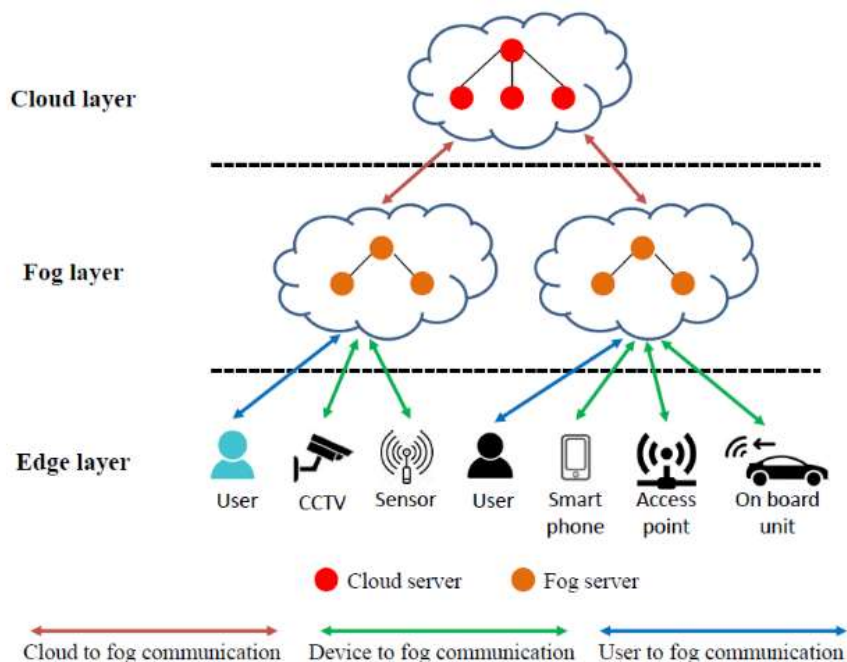 Cloud layer
Fog layer
Edge layer
User
CCTV
Sensor
User
Smart
phone
Access
point
On board
unit
Cloud server
Fog server
Cloud to fog communication
Device to fog communication
User to fog communication